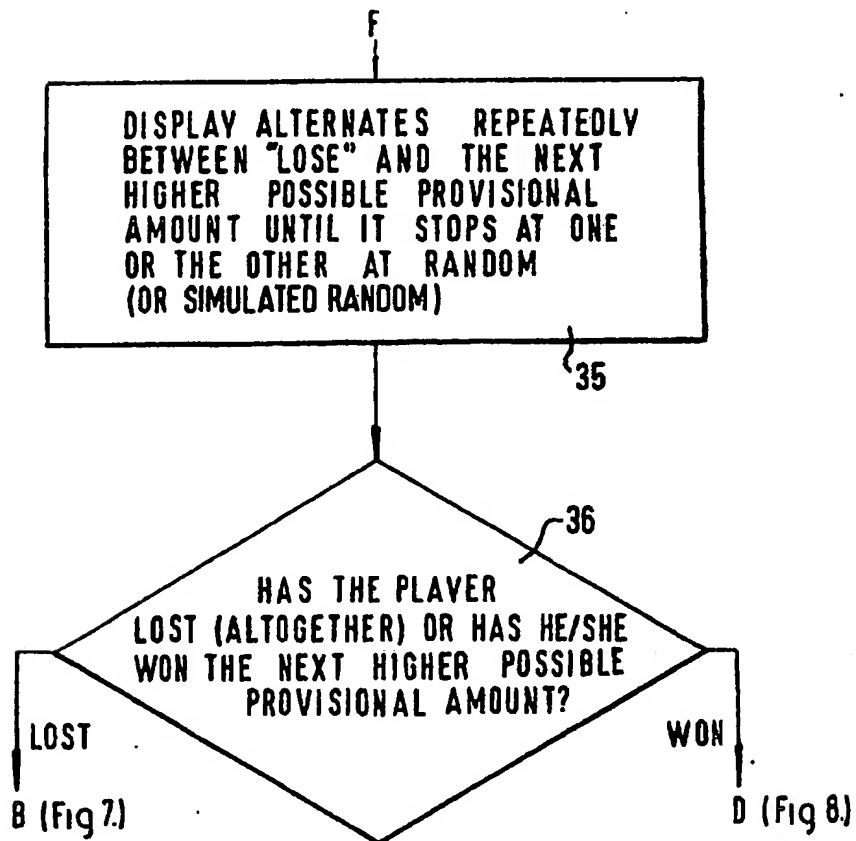 F
DISPLAY ALTERNATES REPEATEDLY
BETWEEN "LOSE" AND THE NEXT
HIGHER POSSIBLE PROVISIONAL
AMOUNT UNTIL IT STOPS AT ONE
OR THE OTHER AT RANDOM
(OR SIMULATED RANDOM)
35
36
HAS THE PLAVER
LOST (ALTOGETHER) OR HAS HE/SHE
WON THE NEXT HIGHER POSSIBLE
PROVISIONAL AMOUNT?
LOST
WON
B (Fig 7.)
D (Fig 8.)